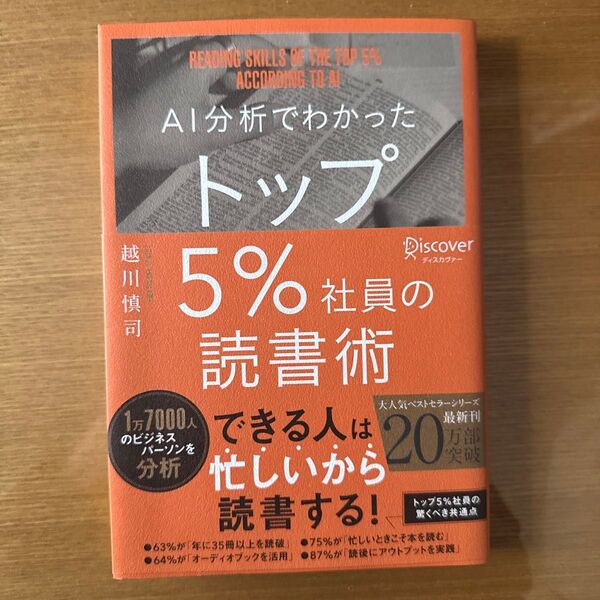 READING SKILLS OF THE TOP 5%
ACCORDING TO AI
AI分析でわかった
トップ
5%社員の
読書術
越川慎司
Discover
ディスカヴァー
1万7000人
のビジネス
パーソンを
分析
できる人は
忙しいから
読書する!
大人気ベストセラーシリーズ
最新刊
20万部
突破
トップ5%社員の
驚くべき共通点
●63%が「年に35冊以上を読破」
●75%が「忙しいときこそ本を読む」
●64%が「オーディオブックを活用」
●87%が「読後にアウトプットを実践」